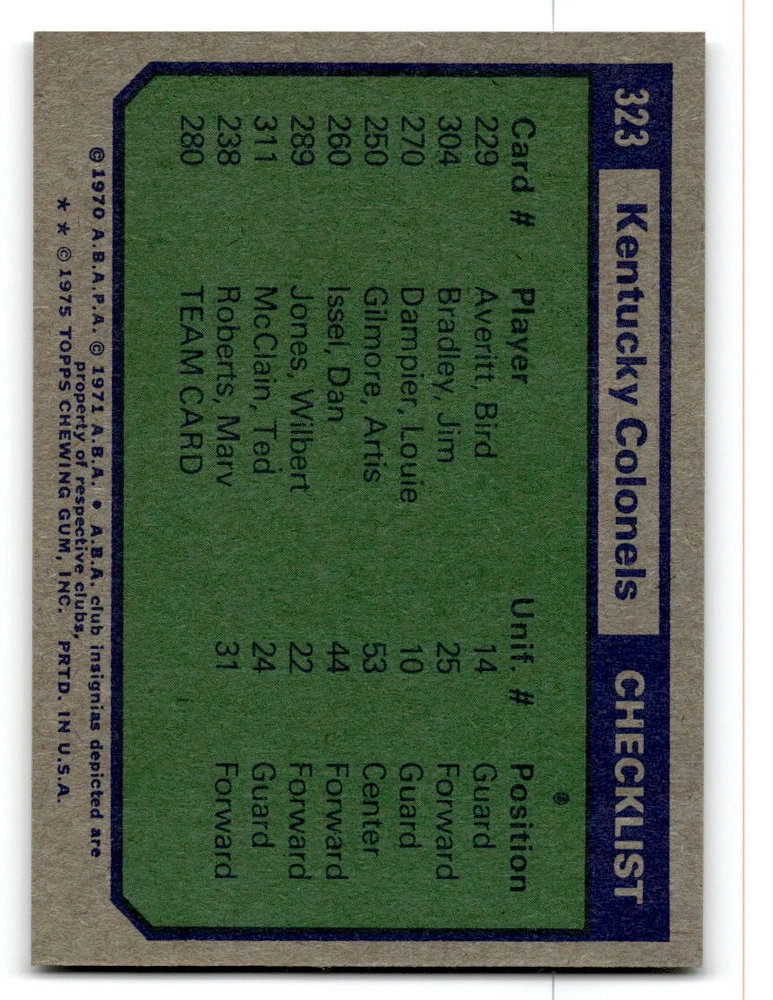 323 Kentucky Colonels CHECKLIST
Card # Player Unif. # Position
229 Averitt, Bird 14 Guard
304 Bradley, Jim 25 Forward
270 Dampier, Louie 10 Guard
250 Gilmore, Artis 53 Center
260 Issel, Dan 44 Forward
289 Jones, Wilbert 22 Forward
311 McClain, Ted 24 Guard
238 Roberts, Marv 31 Forward
280 TEAM CARD
©1970 A.B.A.P.A. © 1971 A.B.A. • A.B.A. club insignias depicted are
property of respective clubs,
* * © 1975 TOPPS CHEWING GUM, INC. PRTD. IN U.S.A.